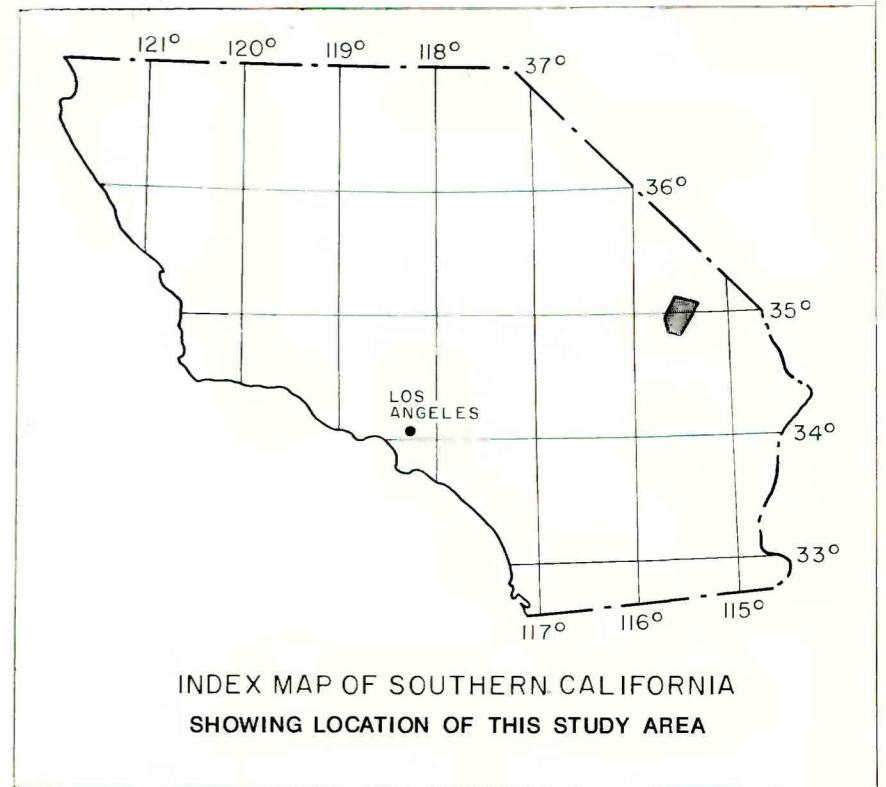 121° 120° 119° 118°
37°
36°
35°
LOS
ANGELES
34°
33°
117° 116° 115°
INDEX MAP OF SOUTHERN CALIFORNIA
SHOWING LOCATION OF THIS STUDY AREA